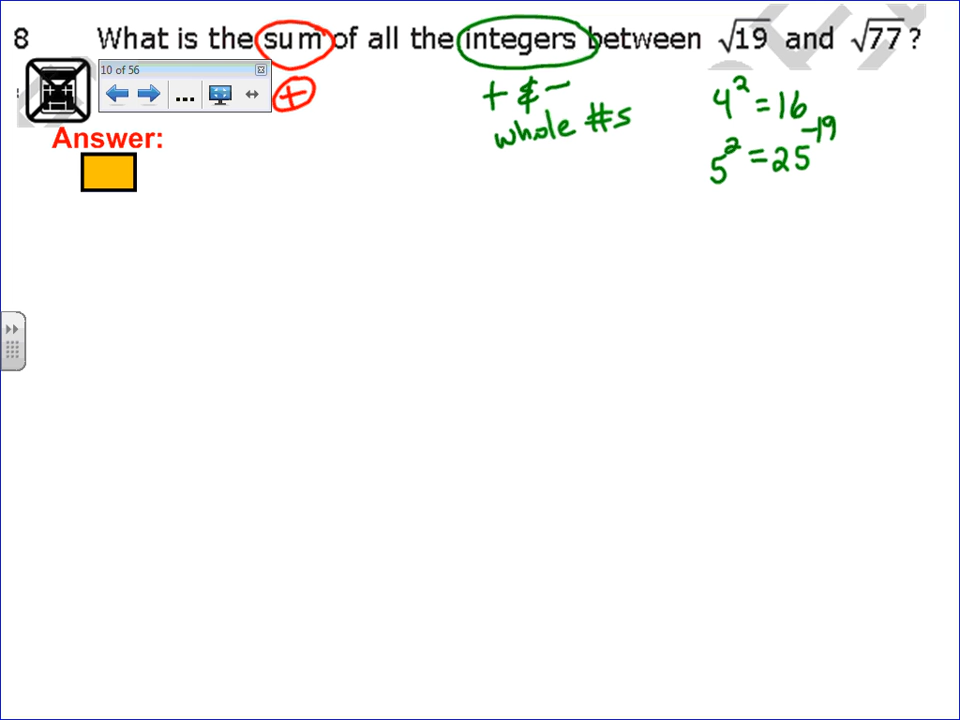 8 What is the sum of all the integers between √19 and √77 ?
10 of 56
+
+ & -
whole #s
4² = 16
-19
5² = 25
Answer: